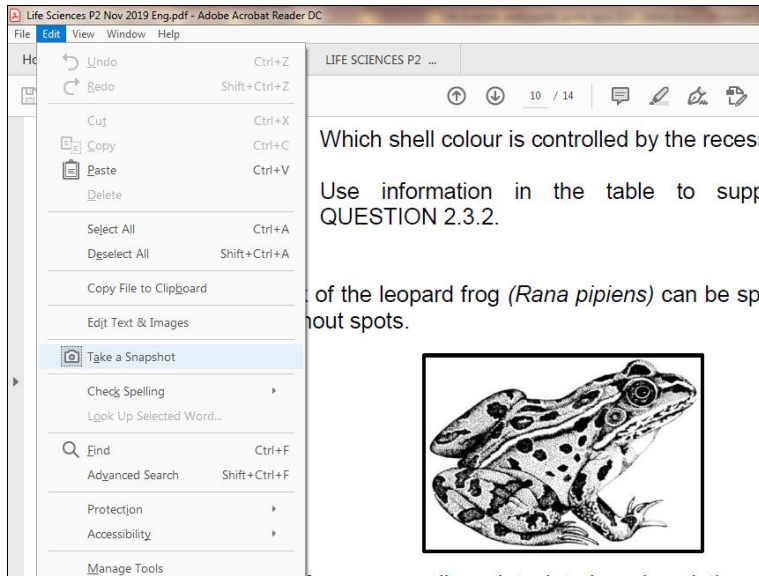 Life Sciences P2 Nov 2019 Eng.pdf - Adobe Acrobat Reader DC
File Edit View Window Help
LIFE SCIENCES P2 ...
10 / 14
Undo Ctrl+Z
Redo Shift+Ctrl+Z
Cut Ctrl+X
Copy Ctrl+C
Paste Ctrl+V
Delete
Select All Ctrl+A
Deselect All Shift+Ctrl+A
Copy File to Clipboard
Edit Text & Images
Take a Snapshot
Check Spelling
Look Up Selected Word...
Find Ctrl+F
Advanced Search Shift+Ctrl+F
Protection
Accessibility
Manage Tools
Which shell colour is controlled by the reces
Use information in the table to supp
QUESTION 2.3.2.
of the leopard frog (Rana pipiens) can be sp
out spots.